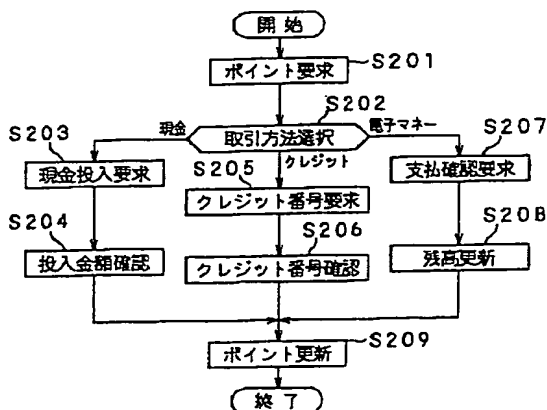 開始
ポイント要求
S201
S202
取引方法選択
現金
クレジット
電子マネー
S203
現金投入要求
S204
投入金額確認
S205
クレジット番号要求
S206
クレジット番号確認
S207
支払確認要求
S208
残高更新
S209
ポイント更新
終了